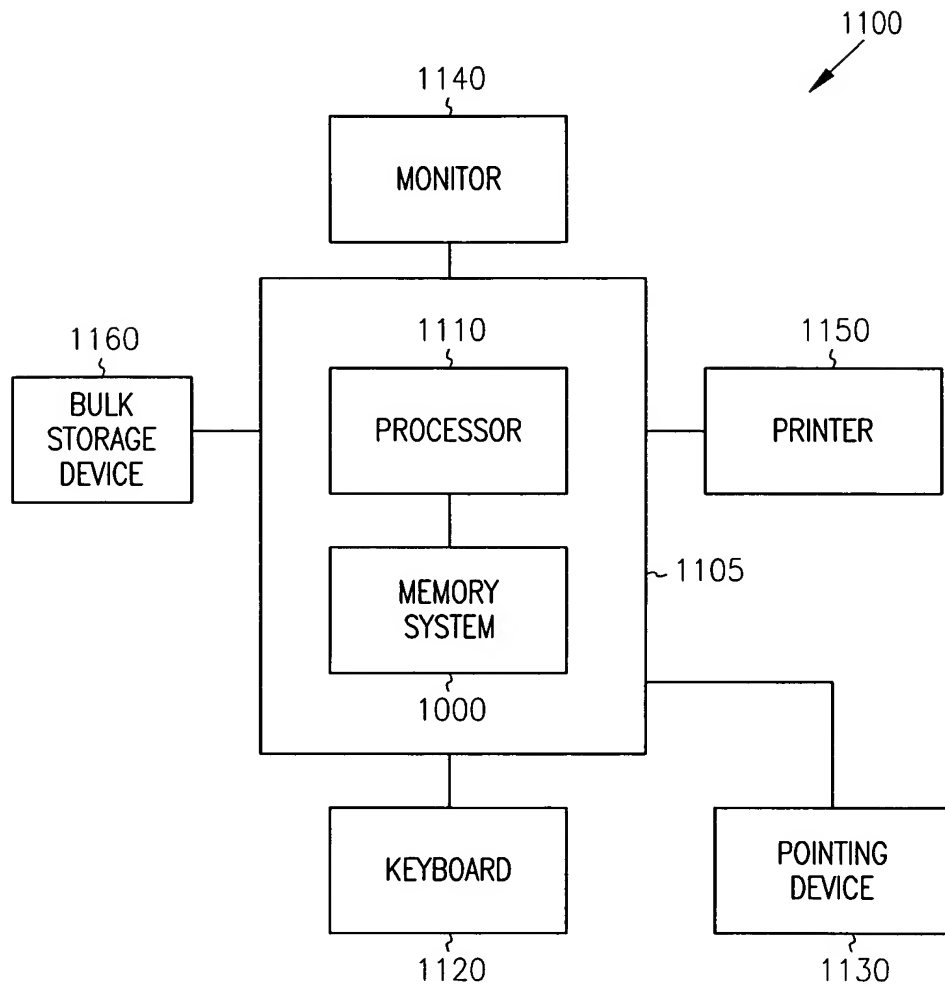 1100
1140
MONITOR
1160
BULK
STORAGE
DEVICE
1110
PROCESSOR
1150
PRINTER
1105
MEMORY
SYSTEM
1000
KEYBOARD
1120
POINTING
DEVICE
1130